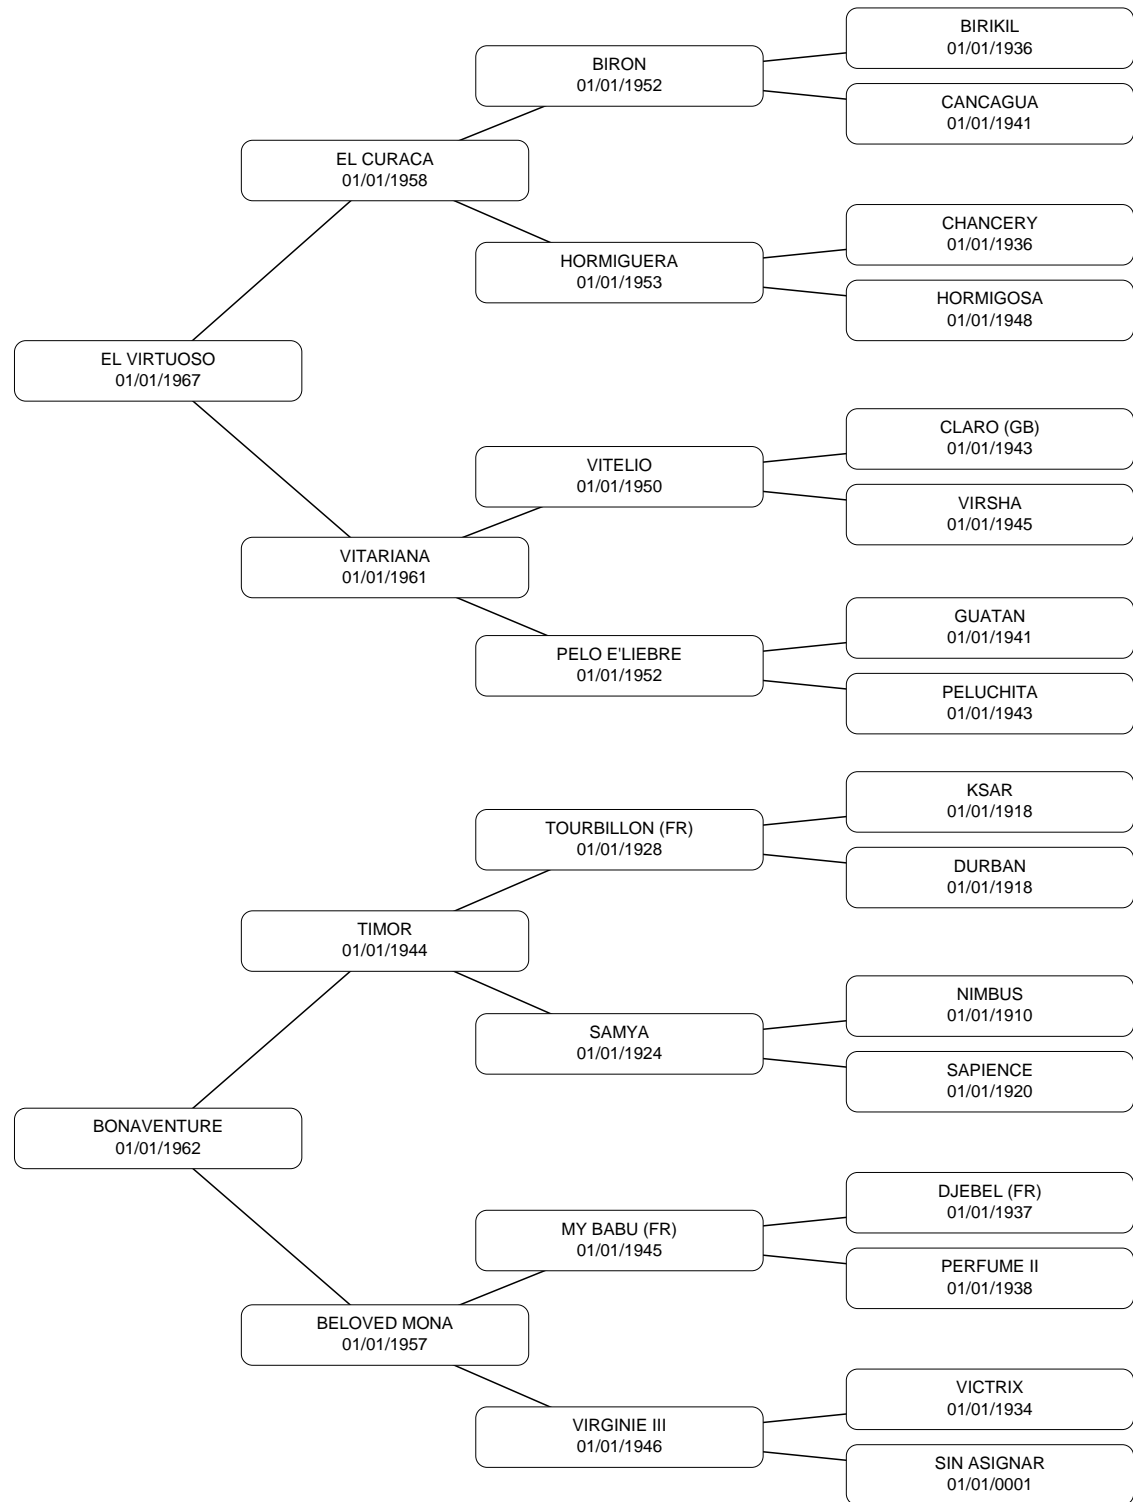 BIRIKIL
01/01/1936
BIRON
01/01/1952
CANCAGUA
01/01/1941
EL CURACA
01/01/1958
CHANCERY
01/01/1936
HORMIGUERA
01/01/1953
HORMIGOSA
01/01/1948
EL VIRTUOSO
01/01/1967
CLARO (GB)
01/01/1943
VITELIO
01/01/1950
VIRSHA
01/01/1945
VITARIANA
01/01/1961
GUATAN
01/01/1941
PELO E'LIEBRE
01/01/1952
PELUCHITA
01/01/1943
KSAR
01/01/1918
TOURBILLON (FR)
01/01/1928
DURBAN
01/01/1918
TIMOR
01/01/1944
NIMBUS
01/01/1910
SAMYA
01/01/1924
SAPIENCE
01/01/1920
BONAVENTURE
01/01/1962
DJEBEL (FR)
01/01/1937
MY BABU (FR)
01/01/1945
PERFUME II
01/01/1938
BELOVED MONA
01/01/1957
VICTRIX
01/01/1934
VIRGINIE III
01/01/1946
SIN ASIGNAR
01/01/0001